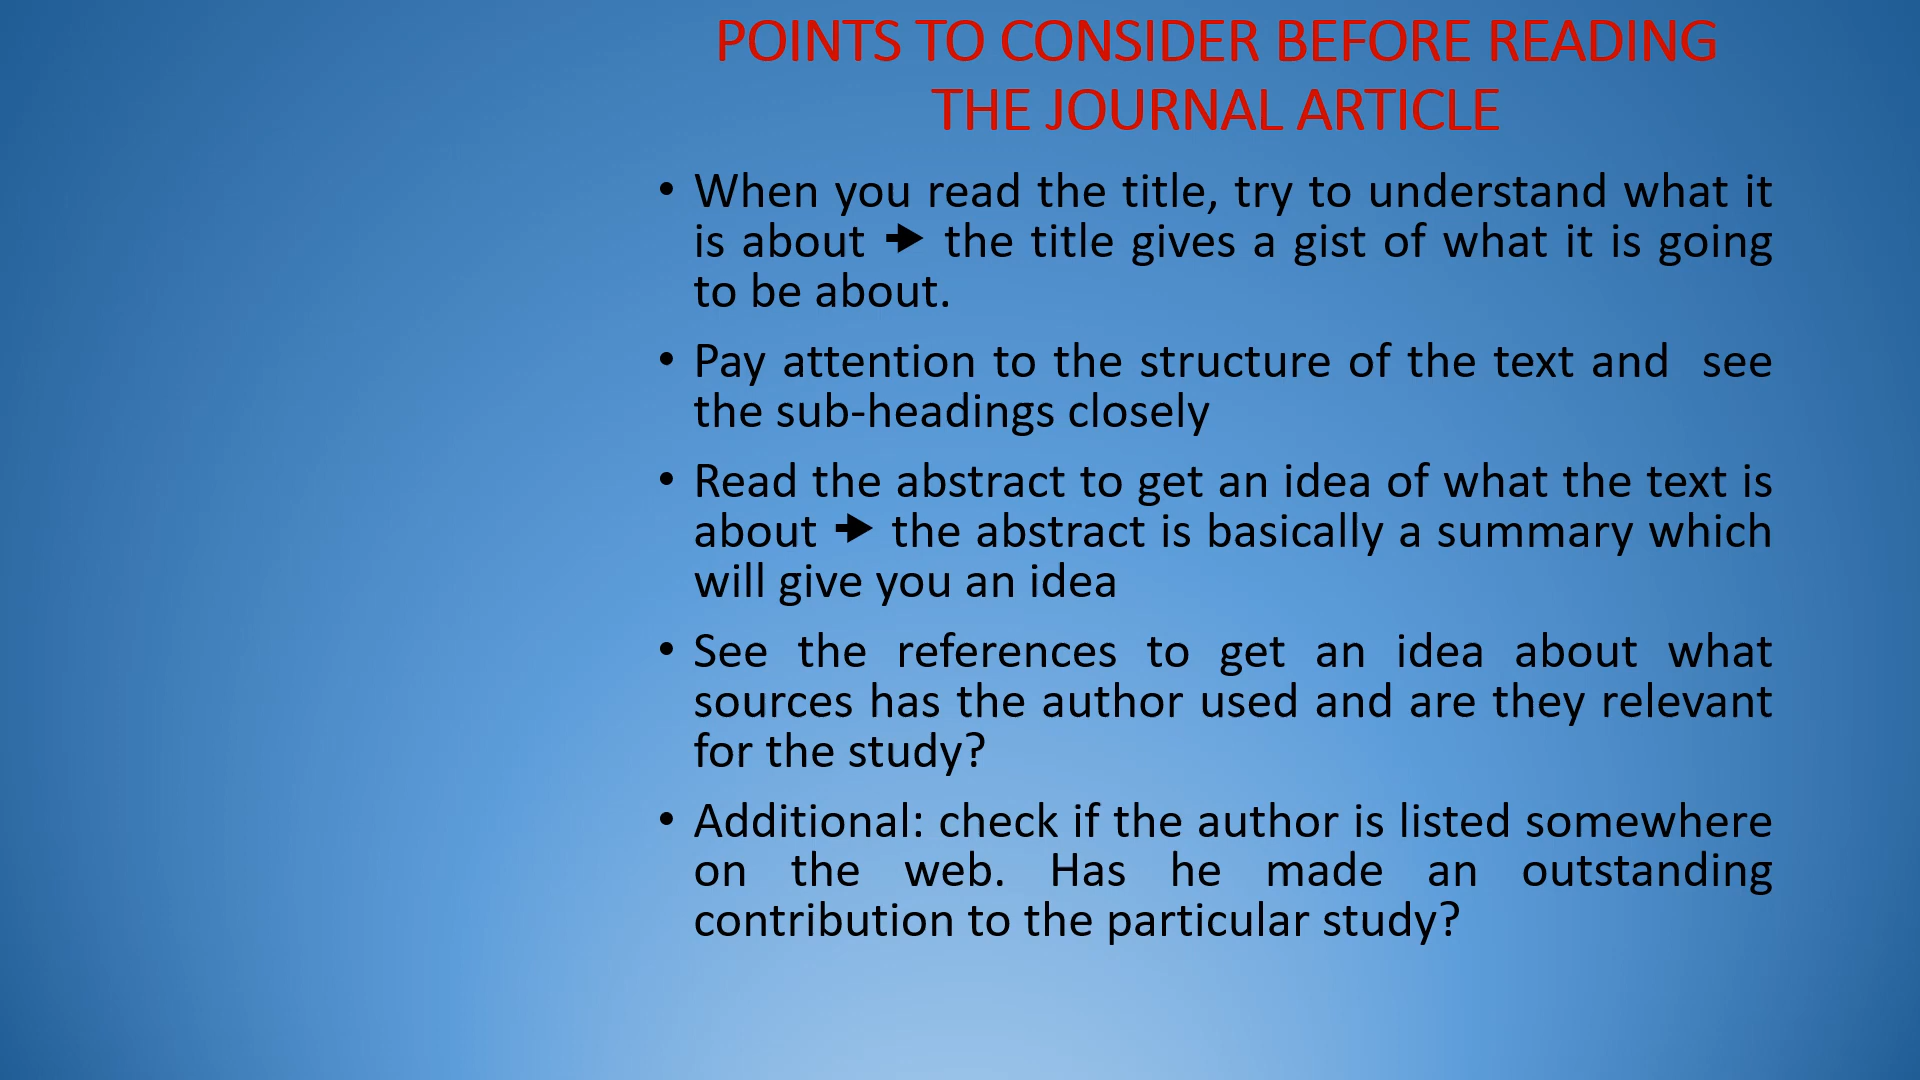 POINTS TO CONSIDER BEFORE READING
THE JOURNAL ARTICLE
• When you read the title, try to understand what it
is about 🡆 the title gives a gist of what it is going
to be about.
• Pay attention to the structure of the text and  see
the sub-headings closely
• Read the abstract to get an idea of what the text is
about 🡆 the abstract is basically a summary which
will give you an idea
• See the references to get an idea about what
sources has the author used and are they relevant
for the study?
• Additional: check if the author is listed somewhere
on the web. Has he made an outstanding
contribution to the particular study?